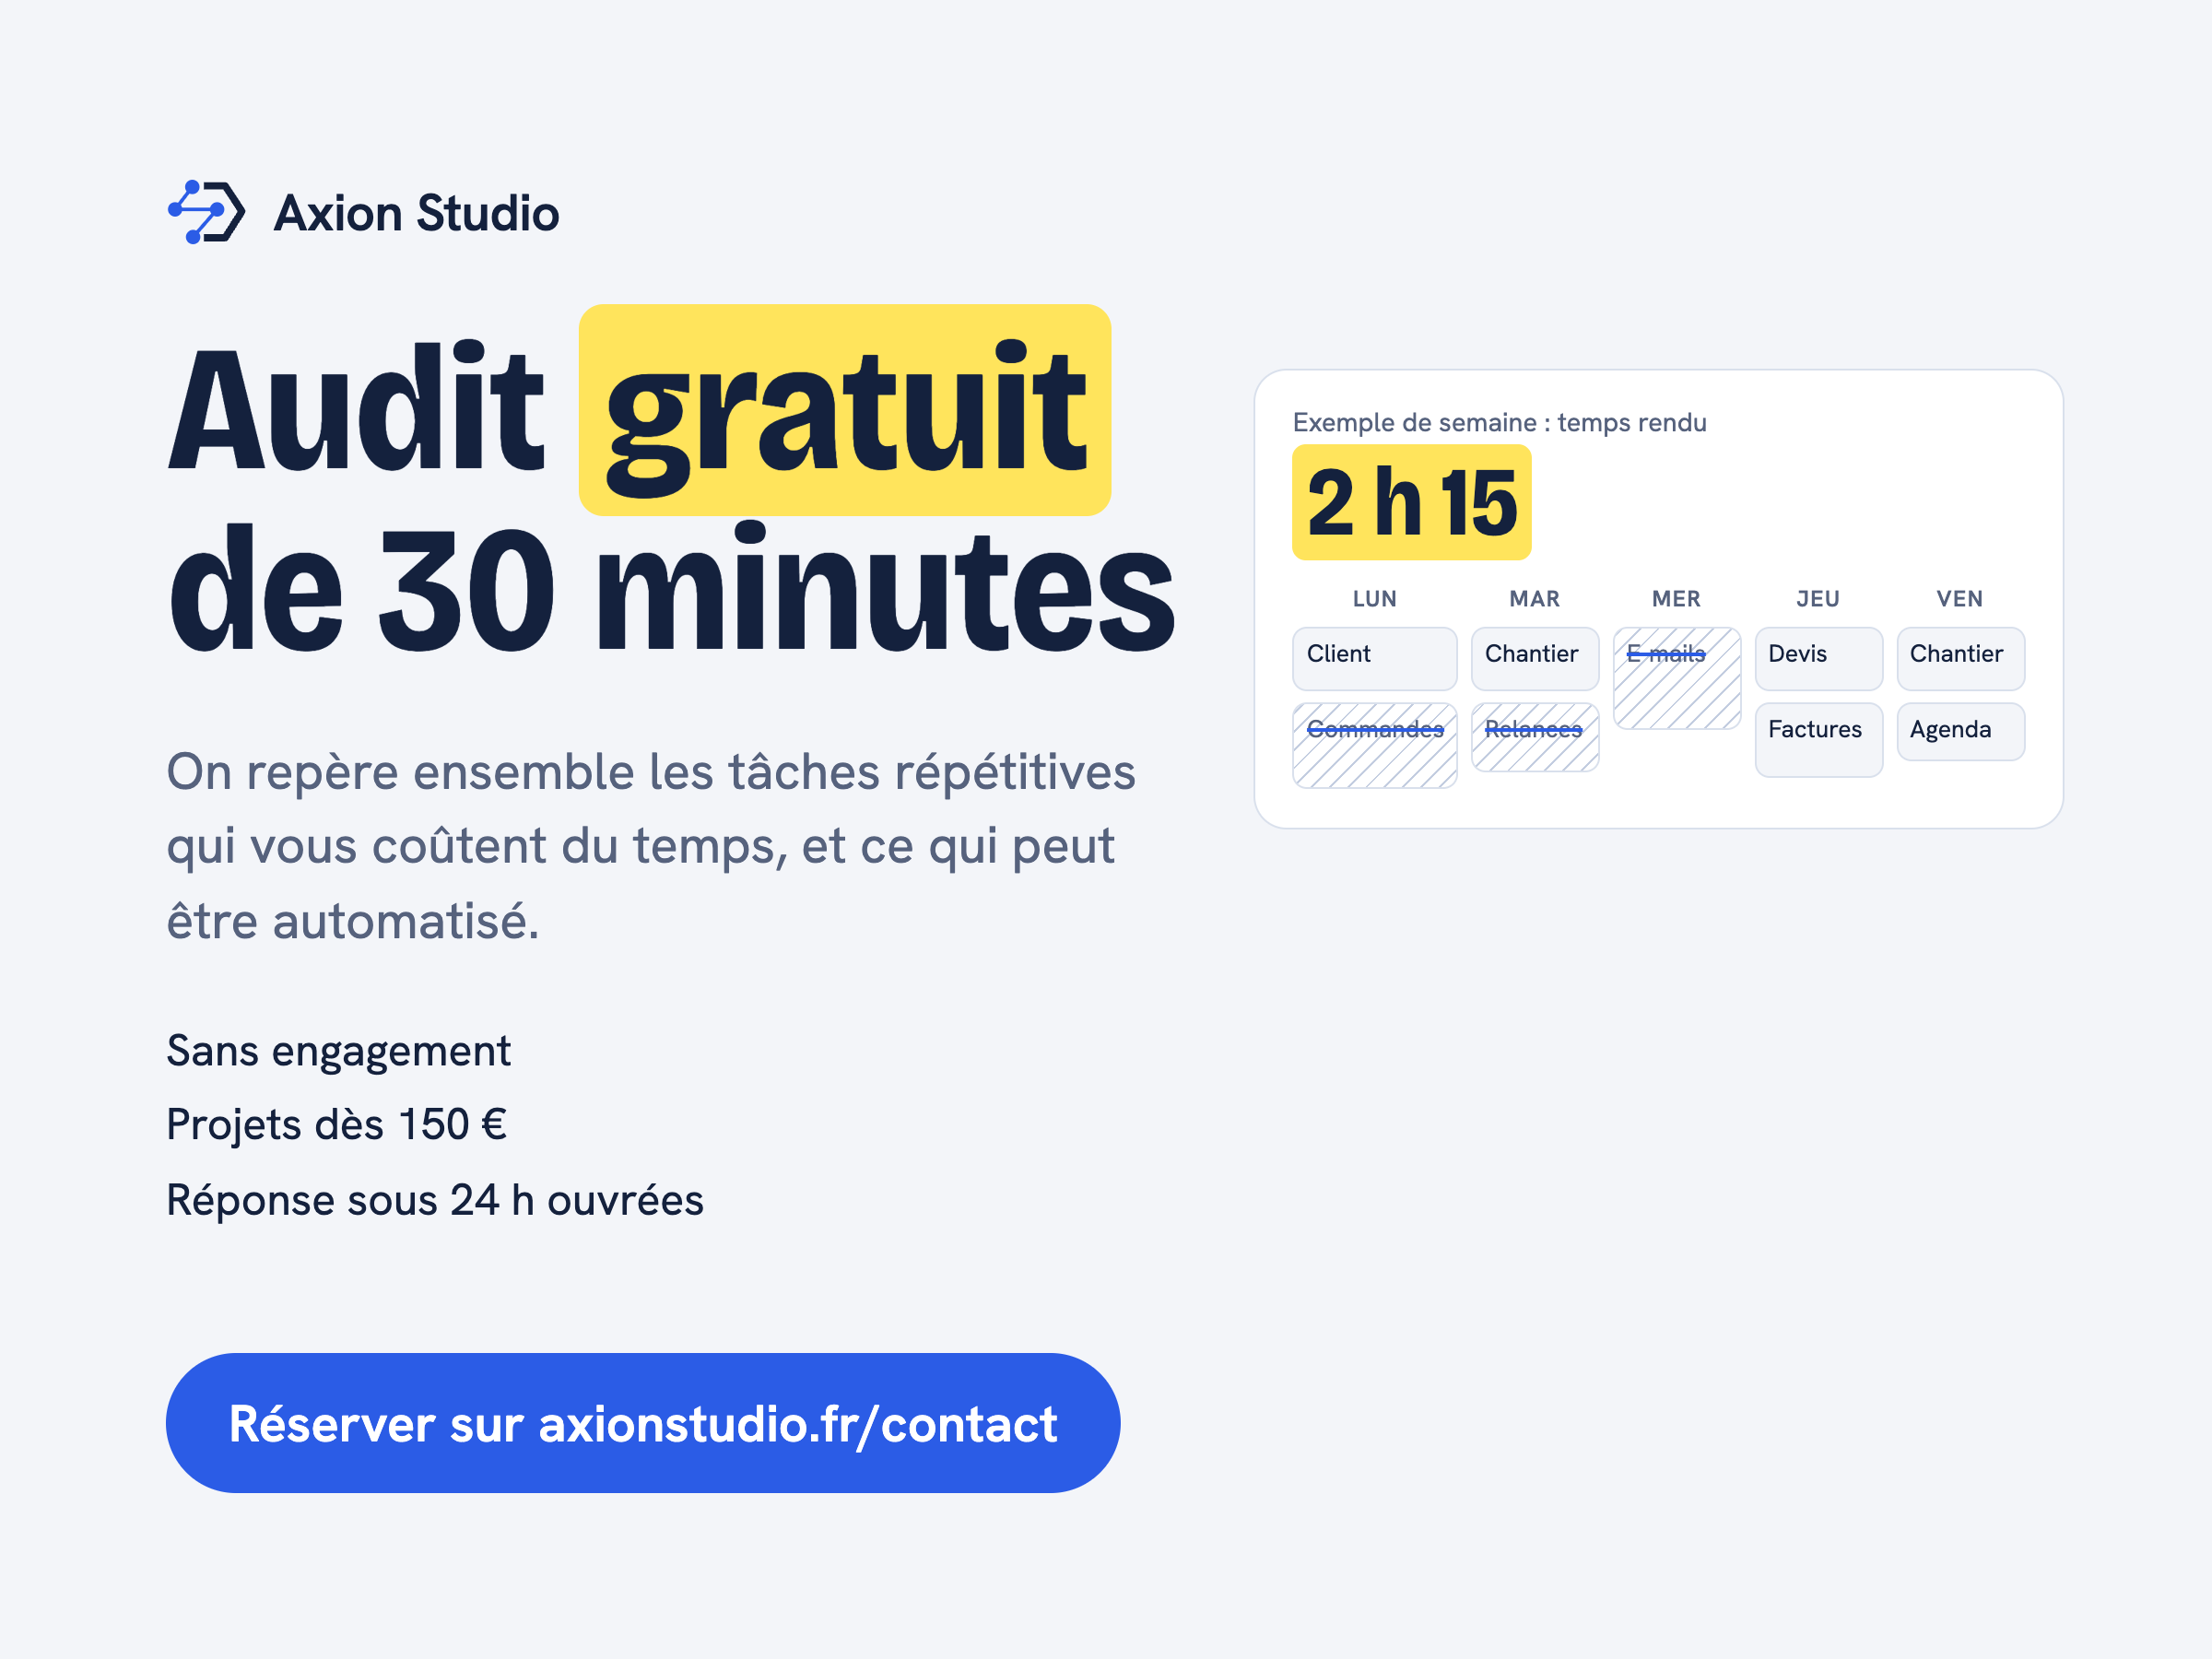 Axion Studio
Audit gratuit
de 30 minutes
On repère ensemble les tâches répétitives
qui vous coûtent du temps, et ce qui peut
être automatisé.
Sans engagement
Projets dès 150 €
Réponse sous 24 h ouvrées
Réserver sur axionstudio.fr/contact
Exemple de semaine : temps rendu
2 h 15
LUN MAR MER JEU VEN
Client Chantier E-mails Devis Chantier
Commandes Relances Factures Agenda